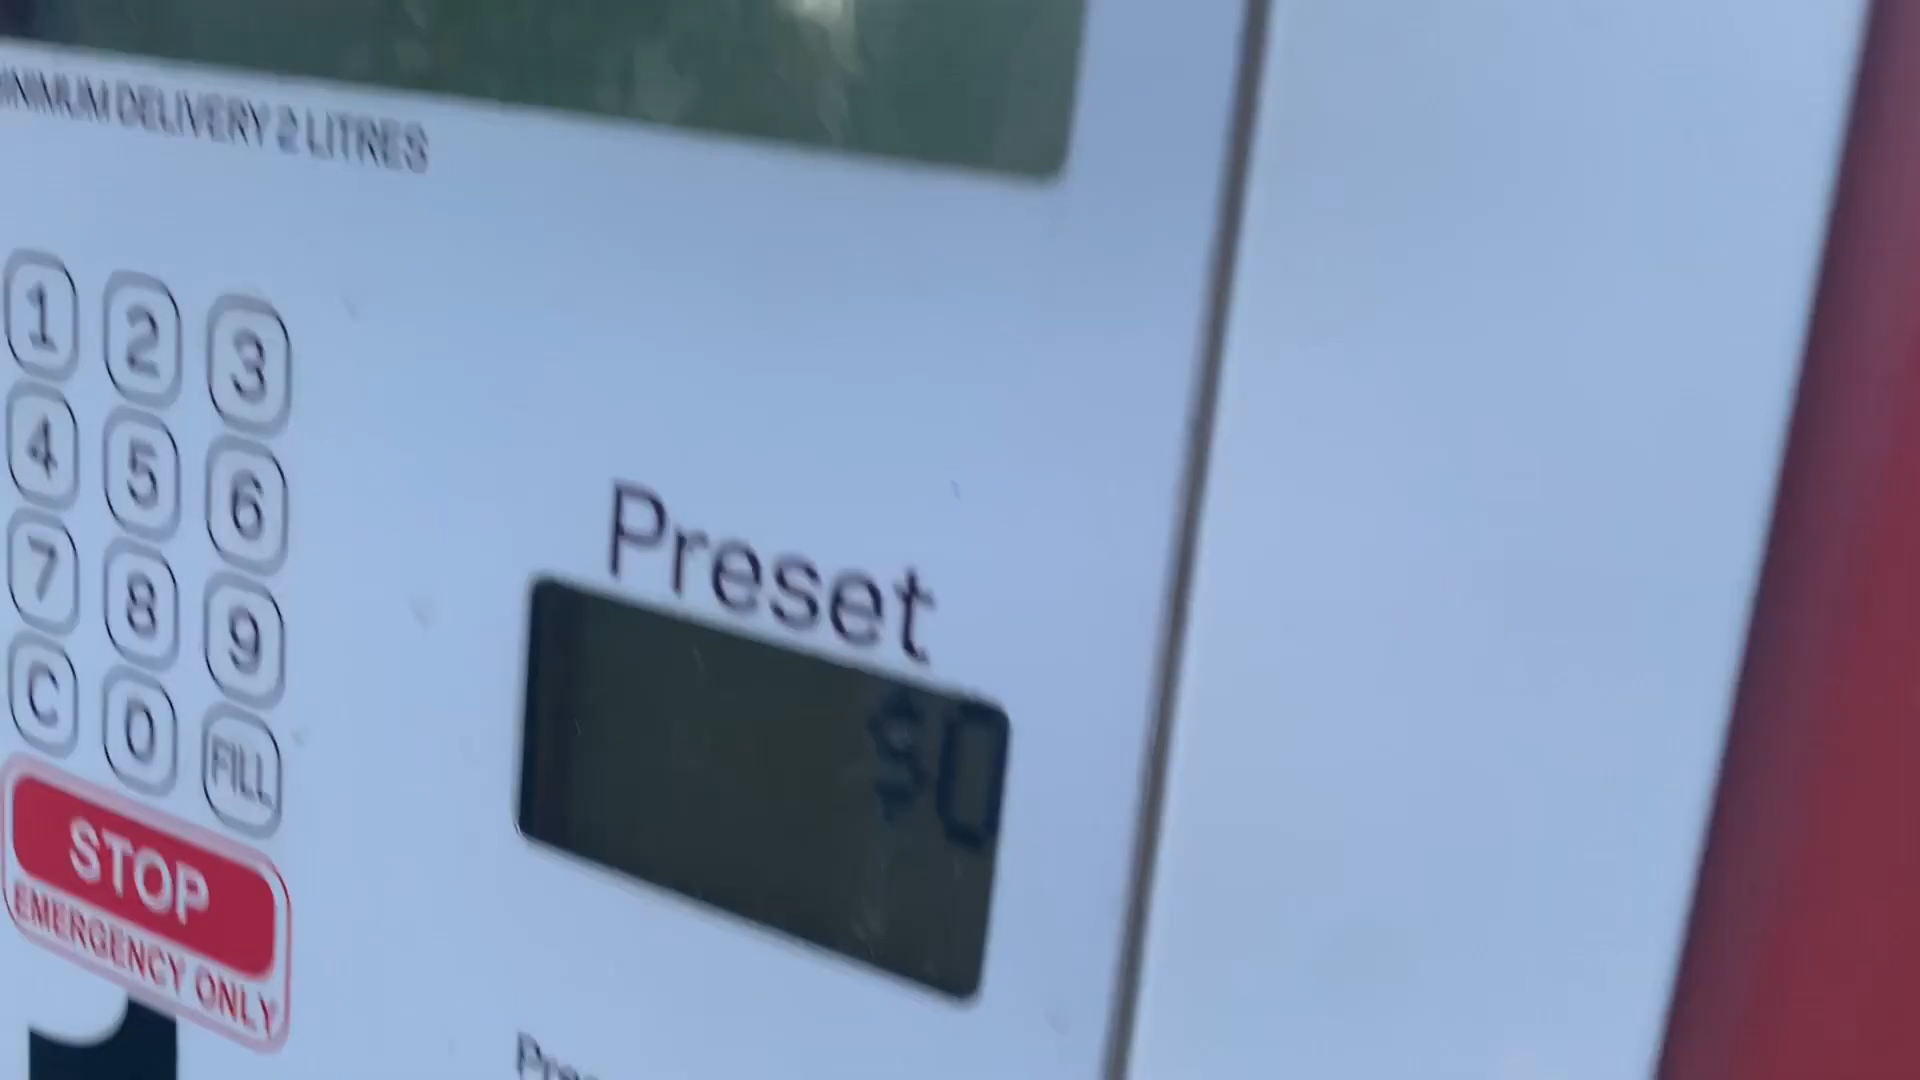 MINIMUM DELIVERY 2 LITRES
1 2 3
4 5 6
7 8 9
C 0 FILL
STOP
EMERGENCY ONLY
Preset
$0